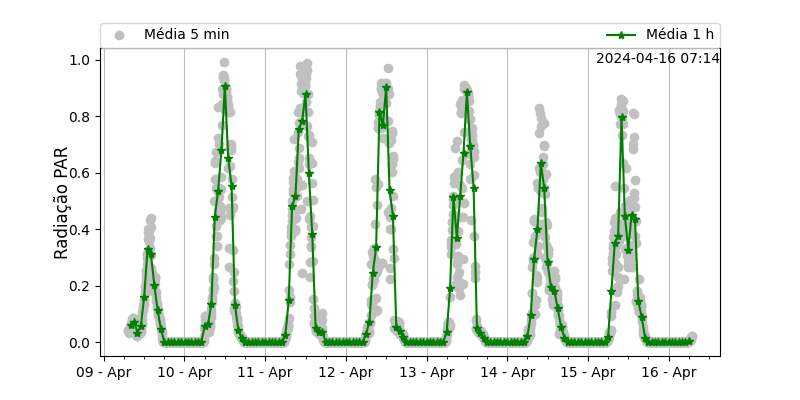 Média 5 min
Média 1 h
2024-04-16 07:14
Radiação PAR
1.0
0.8
0.6
0.4
0.2
0.0
09 - Apr
10 - Apr
11 - Apr
12 - Apr
13 - Apr
14 - Apr
15 - Apr
16 - Apr